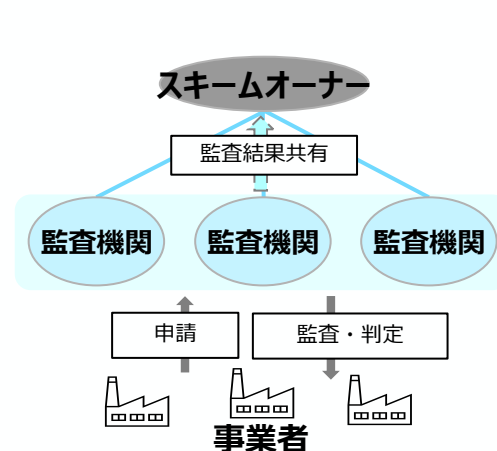 スキームオーナー
監査結果共有
監査機関
監査機関
監査機関
申請
監査・判定
事業者